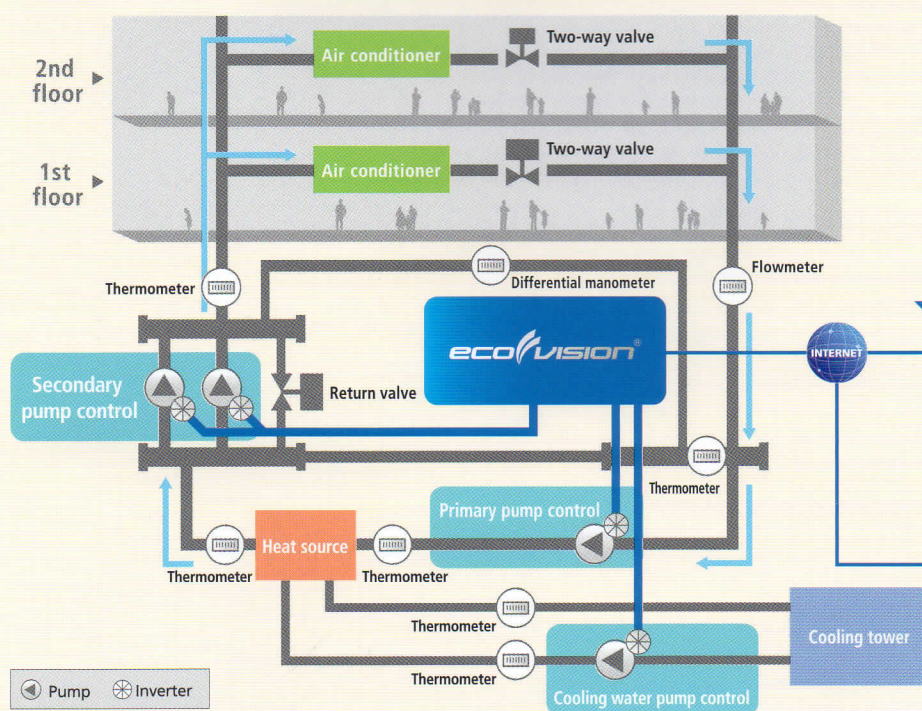 2nd
floor
Air conditioner
Two-way valve
1st
floor
Air conditioner
Two-way valve
Thermometer
Differential manometer
Flowmeter
ecovision®
INTERNET
Secondary
pump control
Return valve
Thermometer
Primary pump control
Heat source
Thermometer
Thermometer
Thermometer
Cooling tower
Thermometer
Cooling water pump control
Pump
Inverter